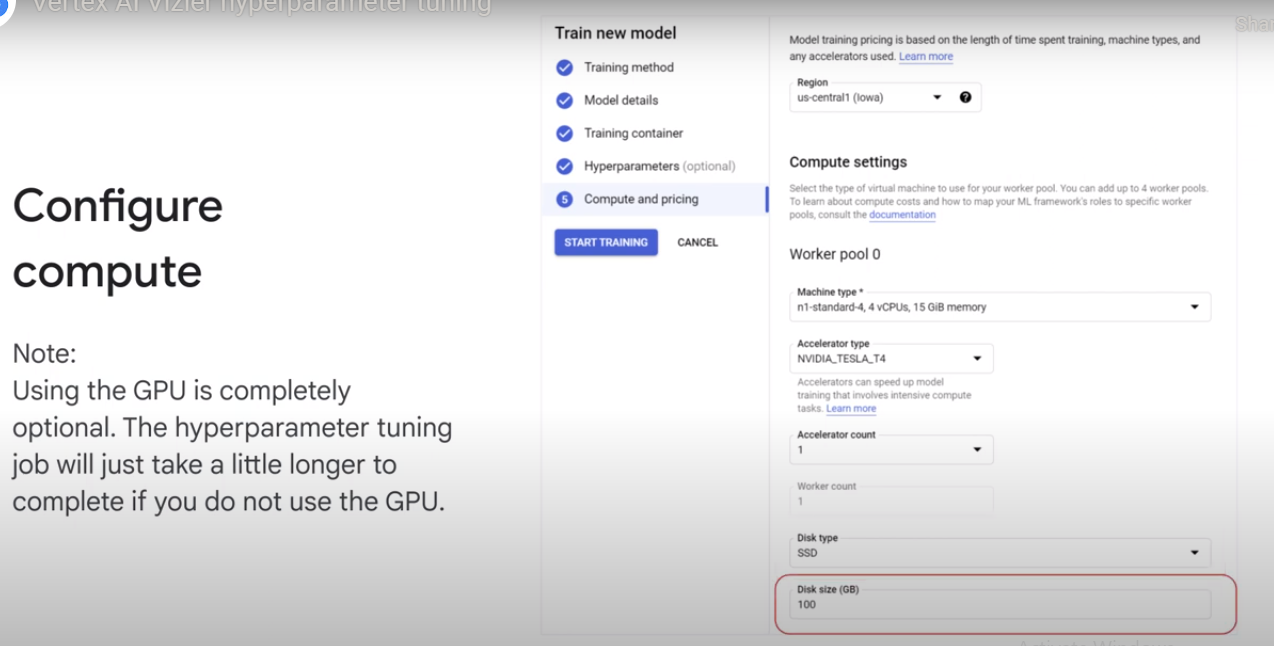 Vertex AI Vizier hyperparameter tuning
Configure
compute
Note:
Using the GPU is completely
optional. The hyperparameter tuning
job will just take a little longer to
complete if you do not use the GPU.
Train new model
Training method
Model details
Training container
Hyperparameters (optional)
5 Compute and pricing
START TRAINING CANCEL
Model training pricing is based on the length of time spent training, machine types, and
any accelerators used. Learn more
Region
us-central1 (Iowa)
Compute settings
Select the type of virtual machine to use for your worker pool. You can add up to 4 worker pools.
To learn about compute costs and how to map your ML framework's roles to specific worker
pools, consult the documentation
Worker pool 0
Machine type *
n1-standard-4, 4 vCPUs, 15 GiB memory
Accelerator type
NVIDIA_TESLA_T4
Accelerators can speed up model
training that involves intensive compute
tasks. Learn more
Accelerator count
1
Worker count
1
Disk type
SSD
Disk size (GB)
100
Activate Windows